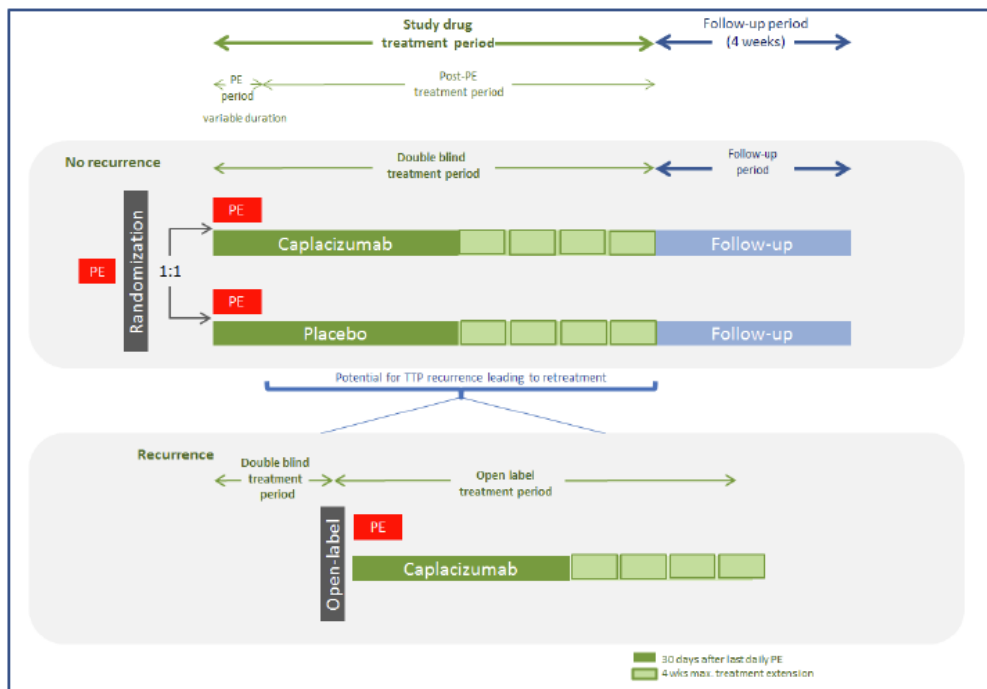 Study drug
treatment period
Follow-up period
(4 weeks)
PE
period
variable duration
Post-PE
treatment period
No recurrence
Double blind
treatment period
Follow-up
period
PE
Randomization
1:1
PE
Caplacizumab
Follow-up
PE
Placebo
Follow-up
Potential for TTP recurrence leading to retreatment
Recurrence
Double blind
treatment
period
Open label
treatment period
Open-label
PE
Caplacizumab
30 days after last daily PE
4 wks max. treatment extension